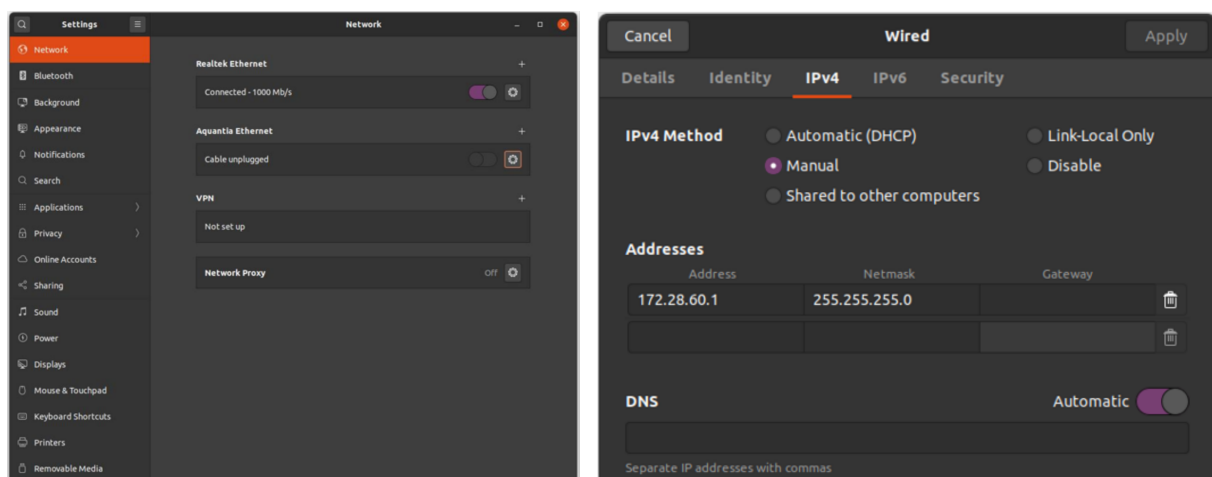 Settings
Network
Network
Bluetooth
Background
Appearance
Notifications
Search
Applications
Privacy
Online Accounts
Sharing
Sound
Power
Displays
Mouse & Touchpad
Keyboard Shortcuts
Printers
Removable Media
Realtek Ethernet
Connected - 1000 Mb/s
Aquantia Ethernet
Cable unplugged
VPN
Not set up
Network Proxy Off
Cancel Wired Apply
Details Identity IPv4 IPv6 Security
IPv4 Method Automatic (DHCP) Link-Local Only
Manual Disable
Shared to other computers
Addresses
Address Netmask Gateway
172.28.60.1 255.255.255.0
DNS Automatic
Separate IP addresses with commas